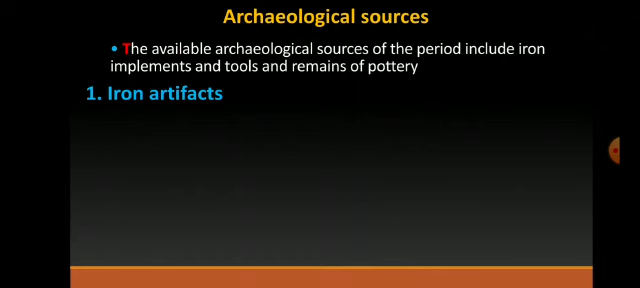 Archaeological sources
• The available archaeological sources of the period include iron
implements and tools and remains of pottery
1. Iron artifacts